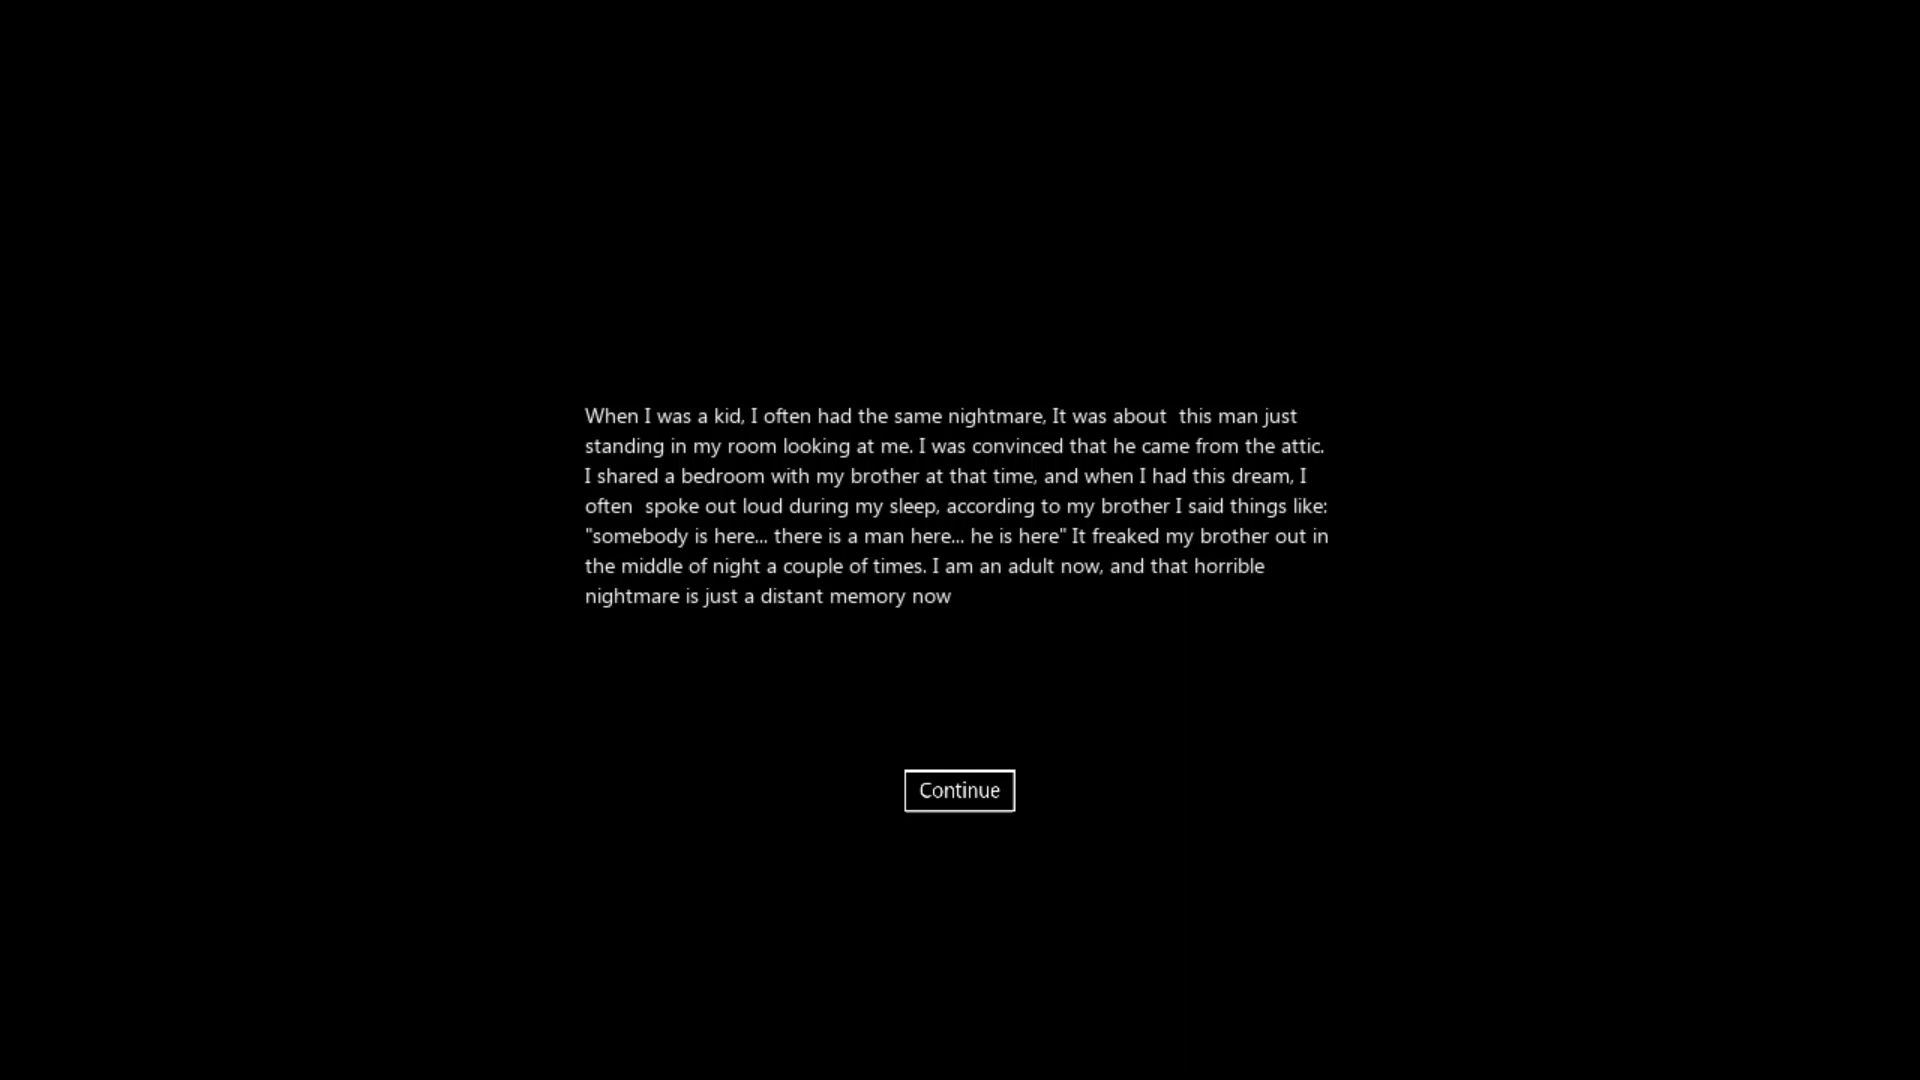 When I was a kid, I often had the same nightmare, It was about  this man just
standing in my room looking at me. I was convinced that he came from the attic.
I shared a bedroom with my brother at that time, and when I had this dream, I
often  spoke out loud during my sleep, according to my brother I said things like:
"somebody is here... there is a man here... he is here" It freaked my brother out in
the middle of night a couple of times. I am an adult now, and that horrible
nightmare is just a distant memory now
Continue